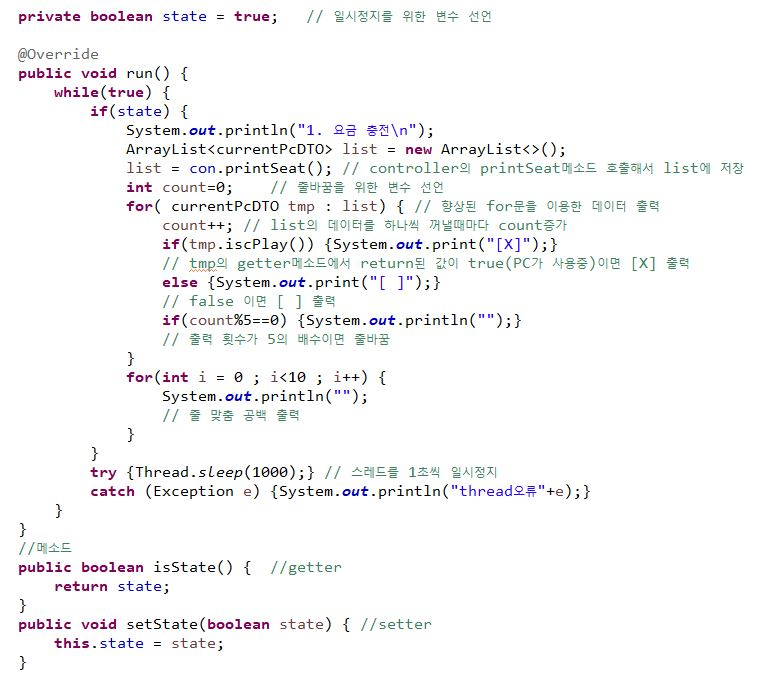 private boolean state = true;   // 일시정지를 위한 변수 선언

@Override
public void run() {
    while(true) {
        if(state) {
            System.out.println("1. 요금 충전\n");
            ArrayList<currentPcDTO> list = new ArrayList<>();
            list = con.printSeat(); // controller의 printSeat메소드 호출해서 list에 저장
            int count=0;    // 줄바꿈을 위한 변수 선언
            for( currentPcDTO tmp : list) { // 향상된 for문을 이용한 데이터 출력
                count++; // list의 데이터를 하나씩 꺼낼때마다 count증가
                if(tmp.iscPlay()) {System.out.print("[X]");}
                // tmp의 getter메소드에서 return된 값이 true(PC가 사용중)이면 [X] 출력
                else {System.out.print("[ ]");}
                // false 이면 [ ] 출력
                if(count%5==0) {System.out.println("");}
                // 출력 횟수가 5의 배수이면 줄바꿈
            }
            for(int i = 0 ; i<10 ; i++) {
                System.out.println("");
                // 줄 맞춤 공백 출력
            }
        }
        try {Thread.sleep(1000);} // 스레드를 1초씩 일시정지
        catch (Exception e) {System.out.println("thread오류"+e);}
    }
}
//메소드
public boolean isState() {  //getter
    return state;
}
public void setState(boolean state) { //setter
    this.state = state;
}